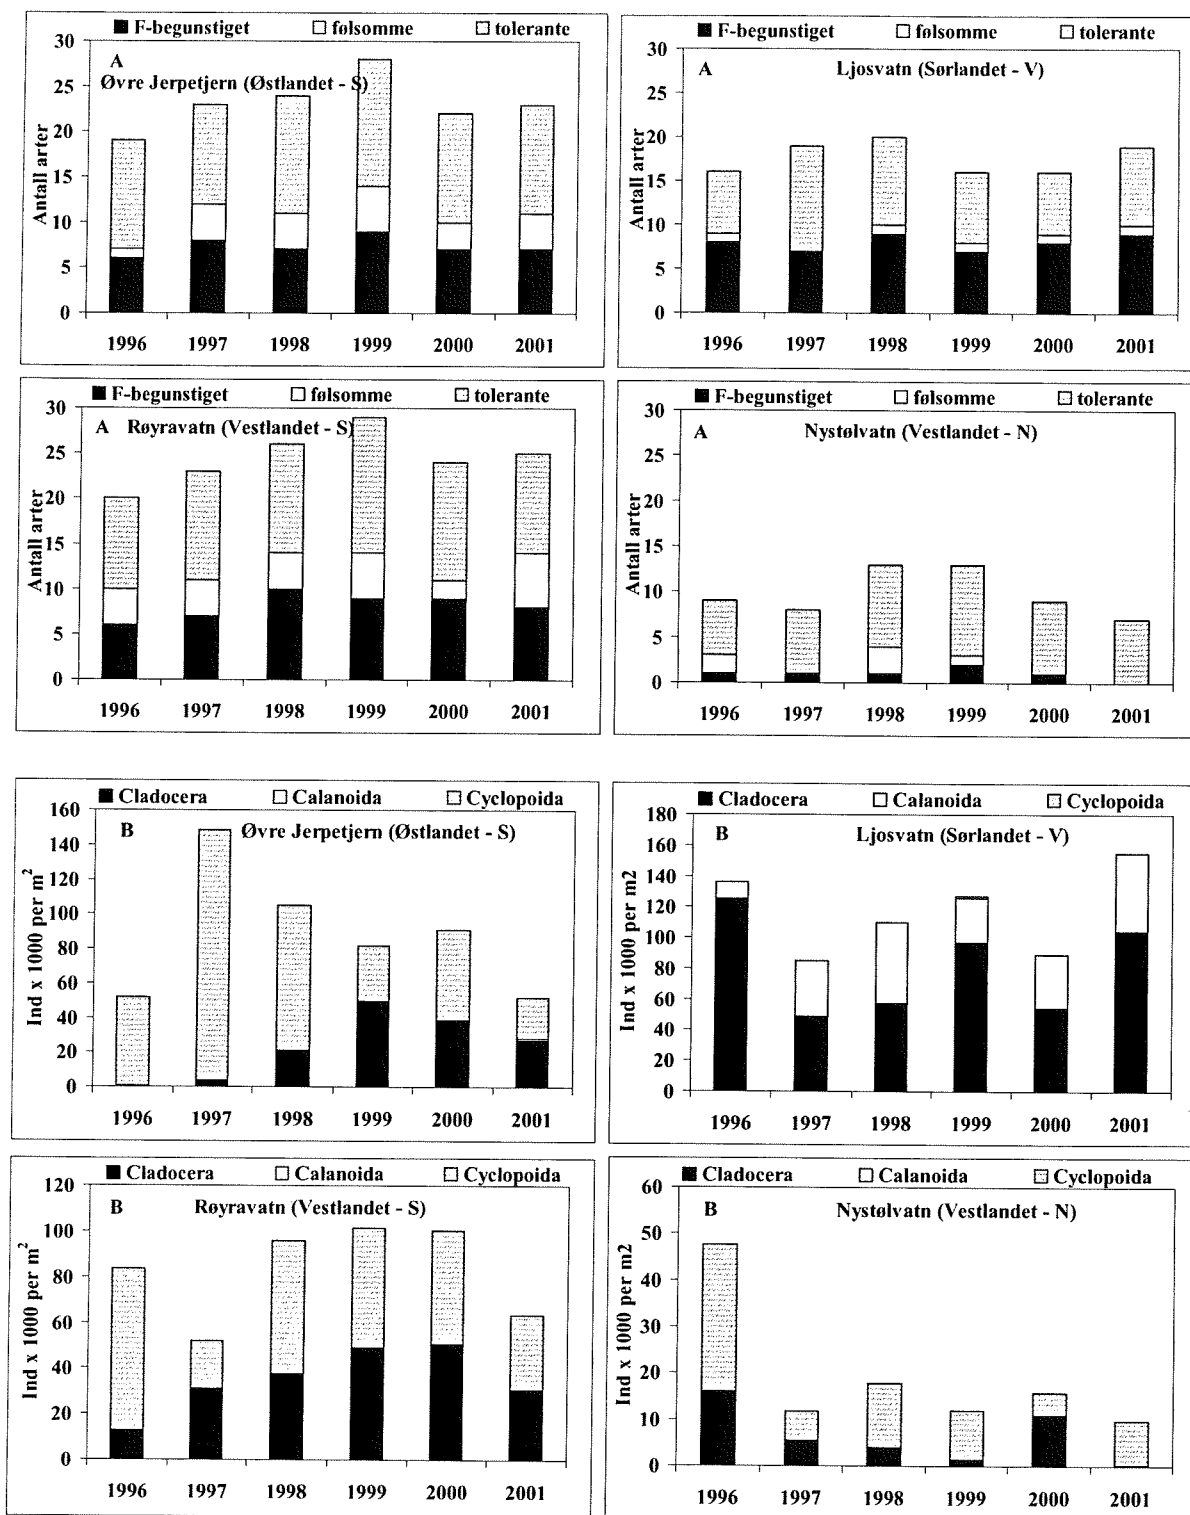 F-begunstiget følsomme tolerante
A
Øvre Jerpetjern (Østlandet - S)
Antall arter
30
25
20
15
10
5
0
1996 1997 1998 1999 2000 2001
F-begunstiget følsomme tolerante
A Ljosvatn (Sørlandet - V)
Antall arter
30
25
20
15
10
5
0
1996 1997 1998 1999 2000 2001
F-begunstiget følsomme tolerante
A Røyravatn (Vestlandet - S)
Antall arter
30
25
20
15
10
5
0
1996 1997 1998 1999 2000 2001
F-begunstiget følsomme tolerante
A Nystølvatn (Vestlandet - N)
Antall arter
30
25
20
15
10
5
0
1996 1997 1998 1999 2000 2001
Cladocera Calanoida Cyclopoida
B Øvre Jerpetjern (Østlandet - S)
Ind x 1000 per m²
160
140
120
100
80
60
40
20
0
1996 1997 1998 1999 2000 2001
Cladocera Calanoida Cyclopoida
B Ljosvatn (Sørlandet - V)
Ind x 1000 per m2
180
160
140
120
100
80
60
40
20
0
1996 1997 1998 1999 2000 2001
Cladocera Calanoida Cyclopoida
B Røyravatn (Vestlandet - S)
Ind x 1000 per m²
120
100
80
60
40
20
0
1996 1997 1998 1999 2000 2001
Cladocera Calanoida Cyclopoida
B Nystølvatn (Vestlandet - N)
Ind x 1000 per m2
60
50
40
30
20
10
0
1996 1997 1998 1999 2000 2001